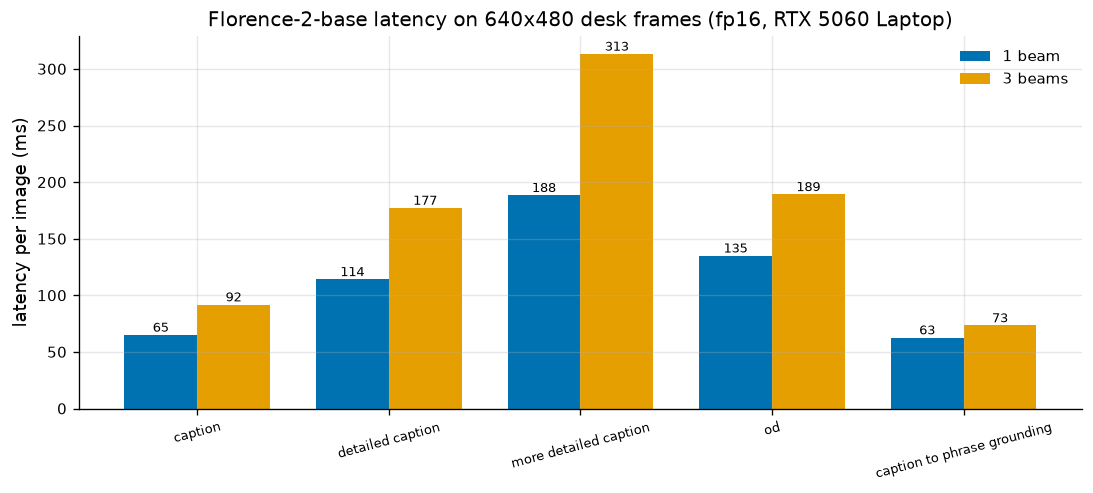 Florence-2-base latency on 640x480 desk frames (fp16, RTX 5060 Laptop)
1 beam
3 beams
latency per image (ms)
300
250
200
150
100
50
0
65
92
114
177
188
313
135
189
63
73
caption
detailed caption
more detailed caption
od
caption to phrase grounding